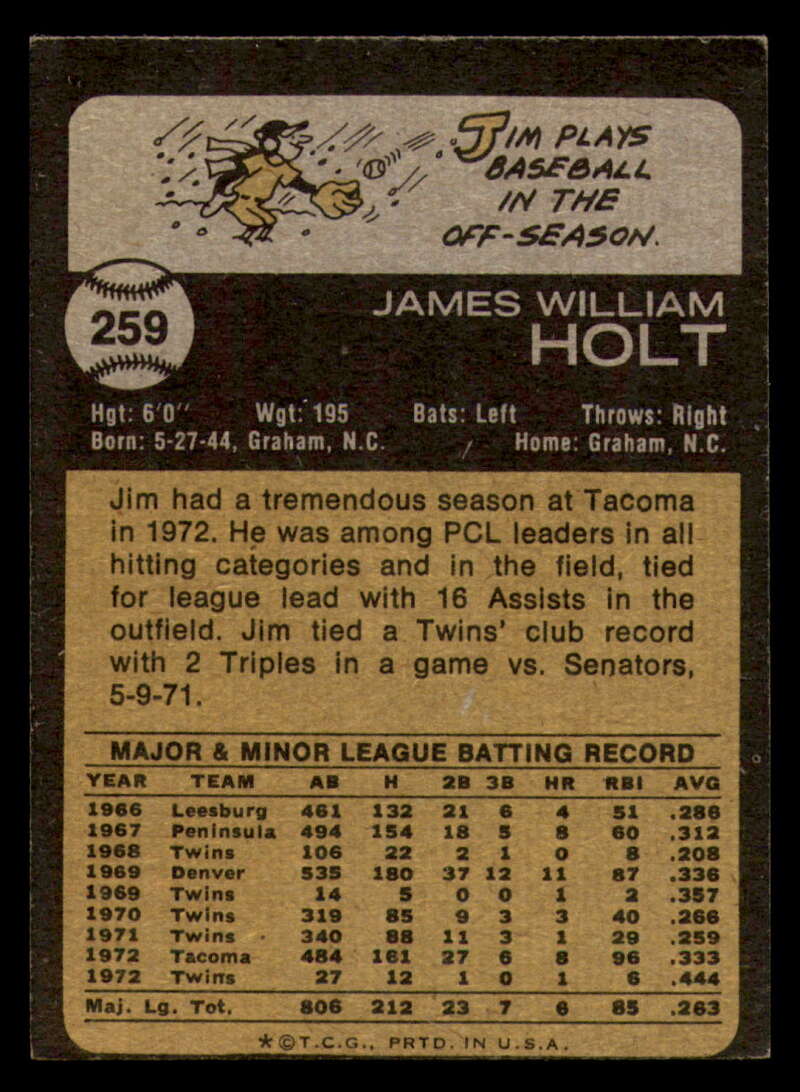 JIM PLAYS
BASEBALL
IN THE
OFF-SEASON.
259
JAMES WILLIAM
HOLT
Hgt: 6'0" Wgt: 195 Bats: Left Throws: Right
Born: 5-27-44, Graham, N.C. Home: Graham, N.C.
Jim had a tremendous season at Tacoma
in 1972. He was among PCL leaders in all
hitting categories and in the field, tied
for league lead with 16 Assists in the
outfield. Jim tied a Twins' club record
with 2 Triples in a game vs. Senators,
5-9-71.
MAJOR & MINOR LEAGUE BATTING RECORD
YEAR TEAM AB H 2B 3B HR RBI AVG
1966 Leesburg 461 132 21 6 4 51 .286
1967 Peninsula 494 154 18 5 8 60 .312
1968 Twins 106 22 2 1 0 8 .208
1969 Denver 535 180 37 12 11 87 .336
1969 Twins 14 5 0 0 1 2 .357
1970 Twins 319 85 9 3 3 40 .266
1971 Twins 340 88 11 3 1 29 .259
1972 Tacoma 484 161 27 6 8 96 .333
1972 Twins 27 12 1 0 1 6 .444
Maj. Lg. Tot. 806 212 23 7 6 85 .263
*©T.C.G., PRTD. IN U.S.A.